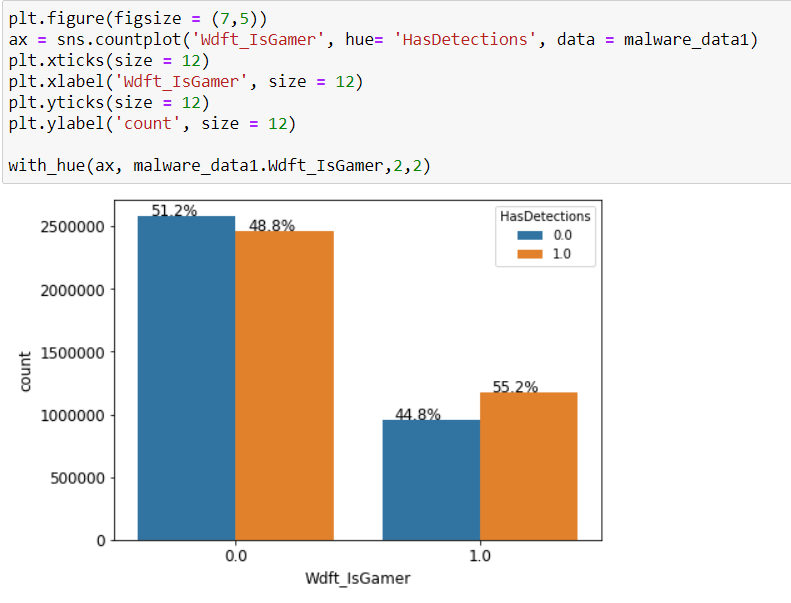 plt.figure(figsize = (7,5))
ax = sns.countplot('Wdft_IsGamer', hue= 'HasDetections', data = malware_data1)
plt.xticks(size = 12)
plt.xlabel('Wdft_IsGamer', size = 12)
plt.yticks(size = 12)
plt.ylabel('count', size = 12)
with_hue(ax, malware_data1.Wdft_IsGamer,2,2)
51.2%
48.8%
HasDetections
0.0
1.0
2500000
2000000
1500000
1000000
500000
0
count
44.8%
55.2%
0.0
1.0
Wdft_IsGamer